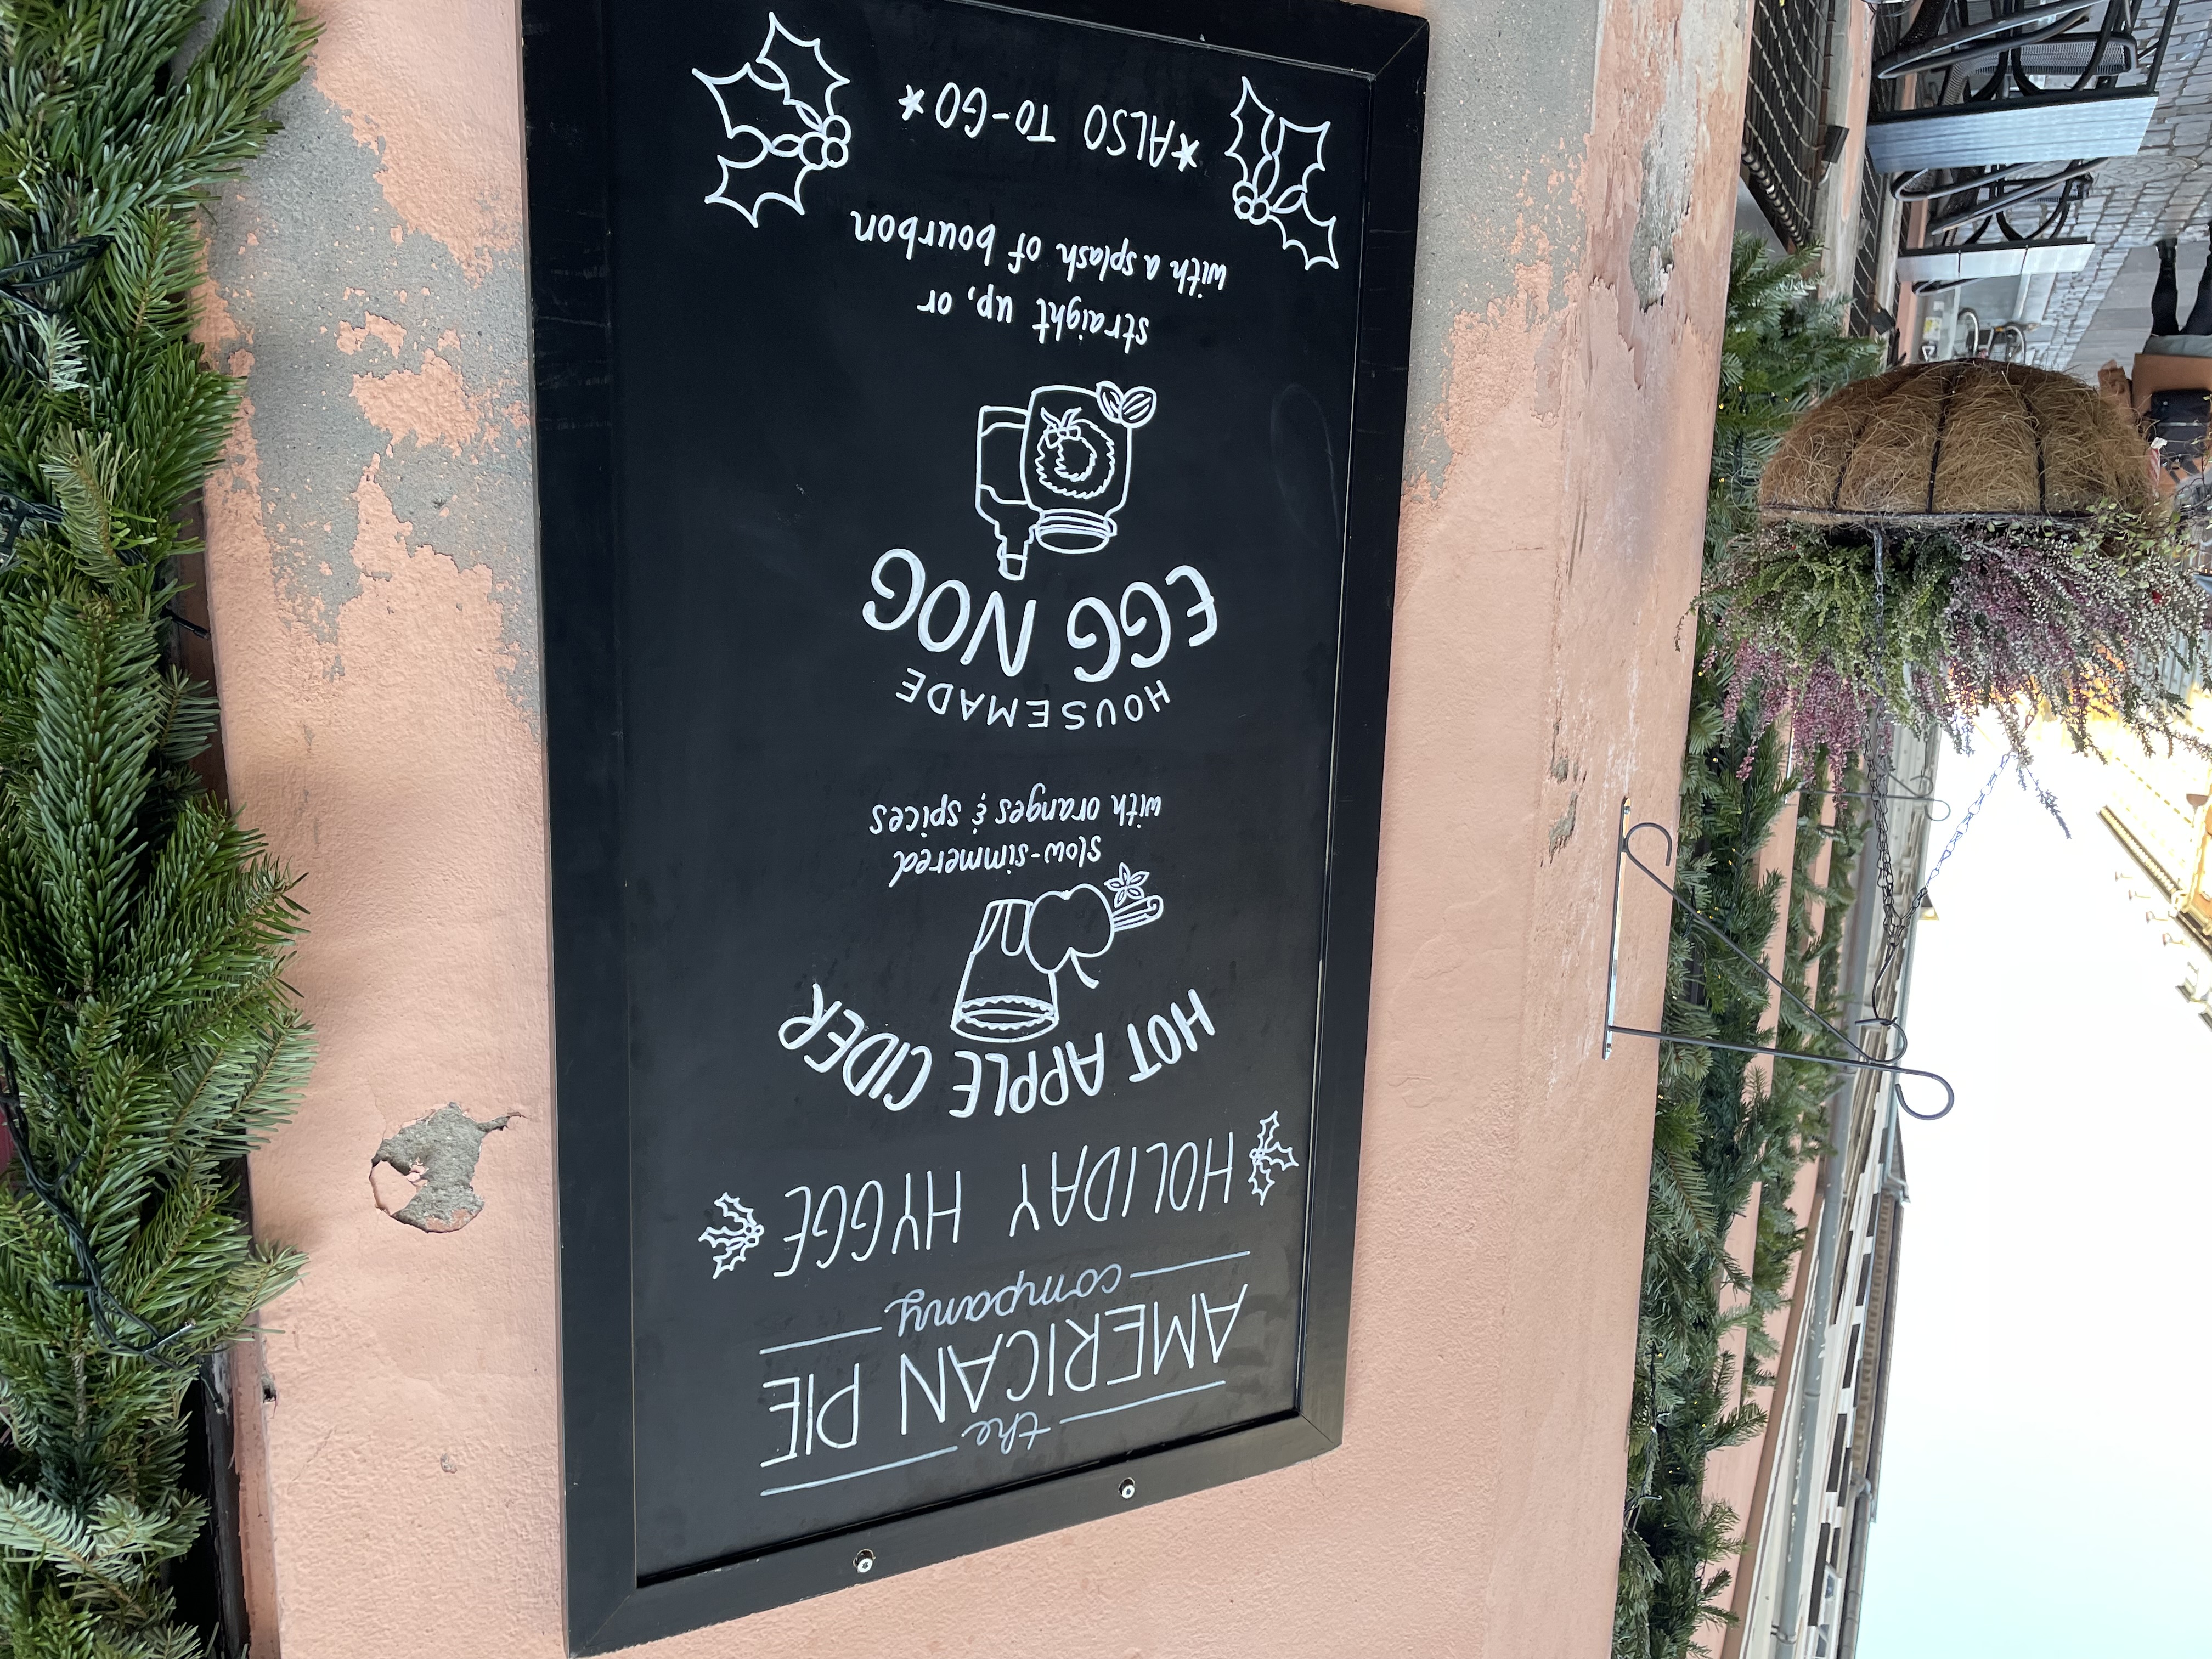 the
AMERICAN PIE
company
HOLIDAY HYGGE
HOT APPLE CIDER
slow-simmered
with oranges & spices
HOUSEMADE
EGG NOG
straight up, or
with a splash of bourbon
*ALSO TO-GO*